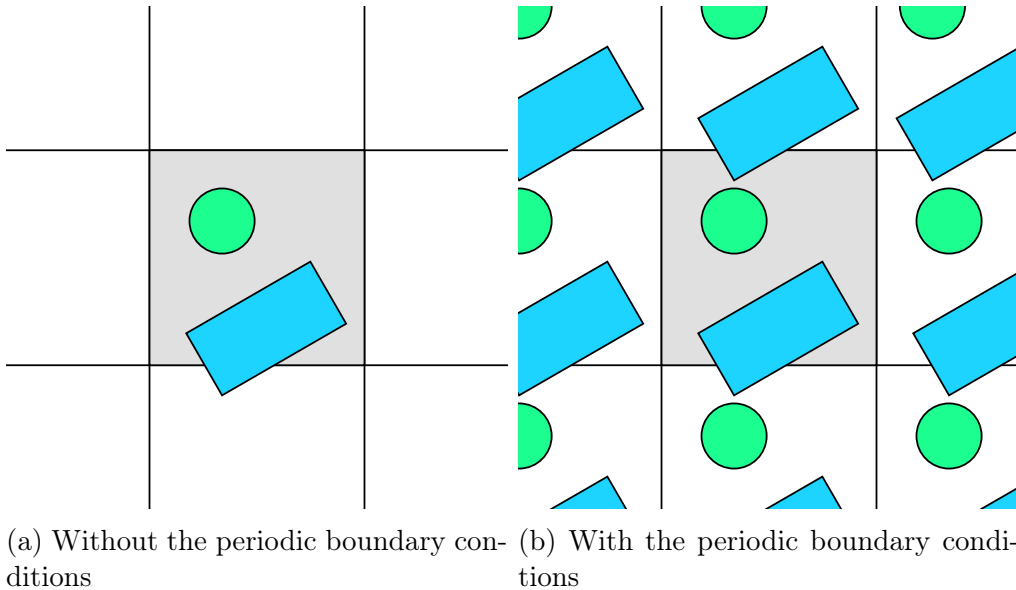 (a) Without the periodic boundary con-
ditions
(b) With the periodic boundary condi-
tions